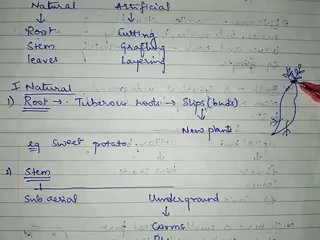 Natural Artificial
↓ ↓
Root Cutting
Stem Grafting
leaves Layering
I Natural
1) Root → Tuberous roots → Slips (buds)
↓
New plants
eg Sweet potato
2) Stem
↓
Sub aerial Underground
↓
Corms